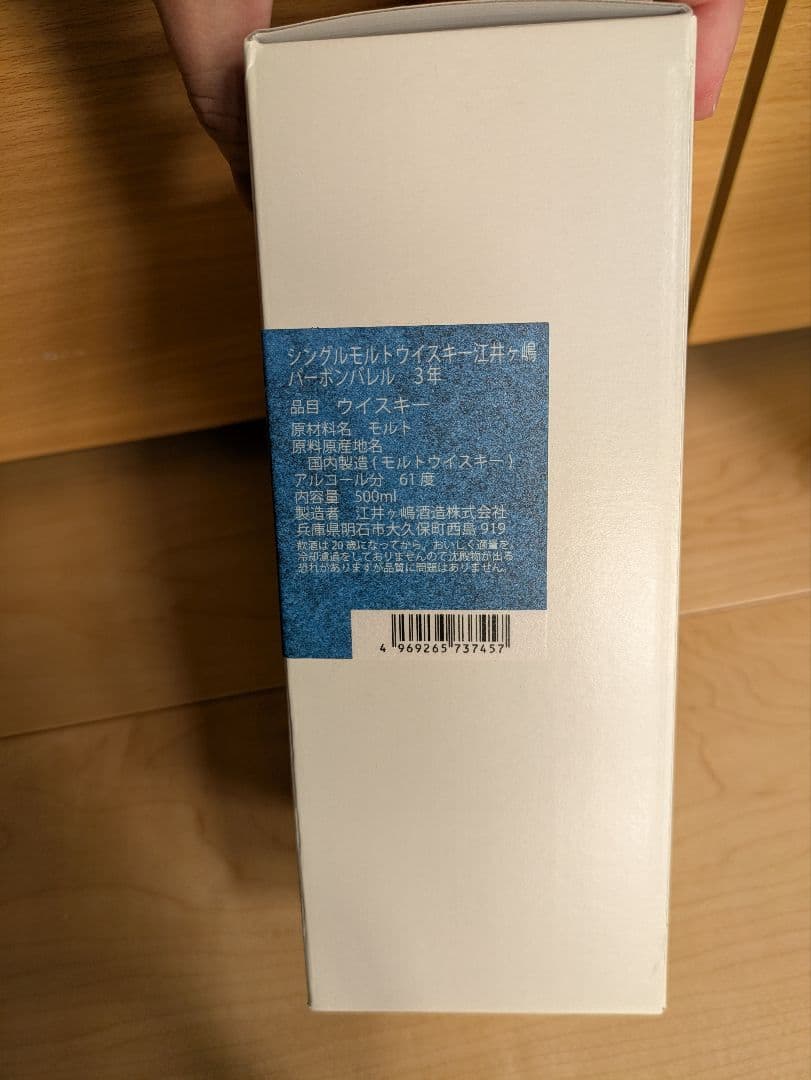 シングルモルトウイスキー江井ヶ嶋
バーボンバレル　3年
品目　ウイスキー
原材料名　モルト
原料原産地名
国内製造(モルトウイスキー)
アルコール分　61度
内容量　500ml
製造者　江井ヶ嶋酒造株式会社
兵庫県明石市大久保町西島 919
飲酒は20歳になってから。おいしく適量を。
冷却濾過をしておりませんので沈殿物が出る
恐れがありますが品質に問題はありません。
4 969265 737457